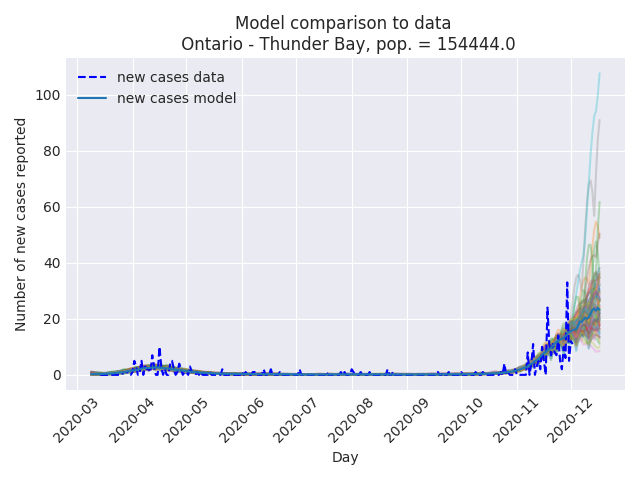 Model comparison to data
Ontario - Thunder Bay, pop. = 154444.0
new cases data
new cases model
Number of new cases reported
100
80
60
40
20
0
2020-03
2020-04
2020-05
2020-06
2020-07
2020-08
2020-09
2020-10
2020-11
2020-12
Day